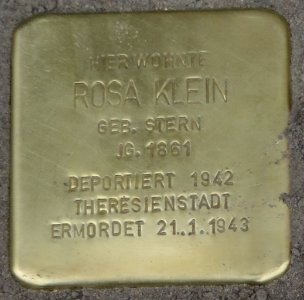 HIER WOHNTE
ROSA KLEIN
GEB. STERN
JG. 1861
DEPORTIERT 1942
THERESIENSTADT
ERMORDET 21.1.1943